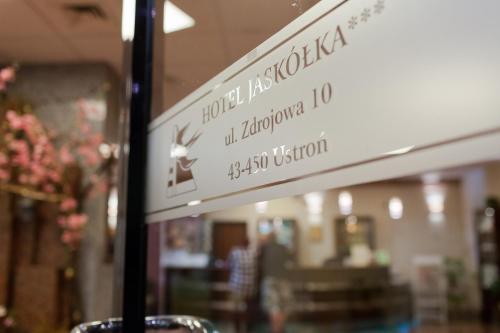 HOTEL JASKÓŁKA***
ul. Zdrojowa 10
43-450 Ustroń